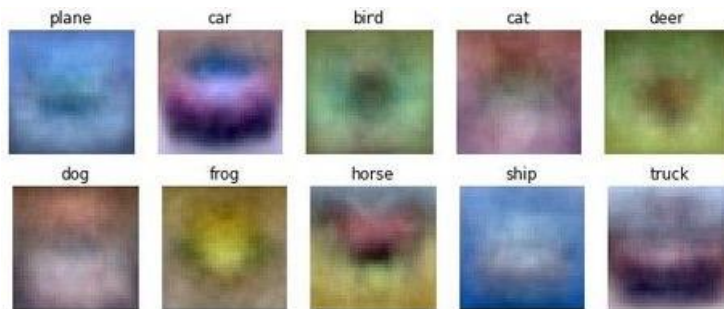 plane car bird cat deer
dog frog horse ship truck